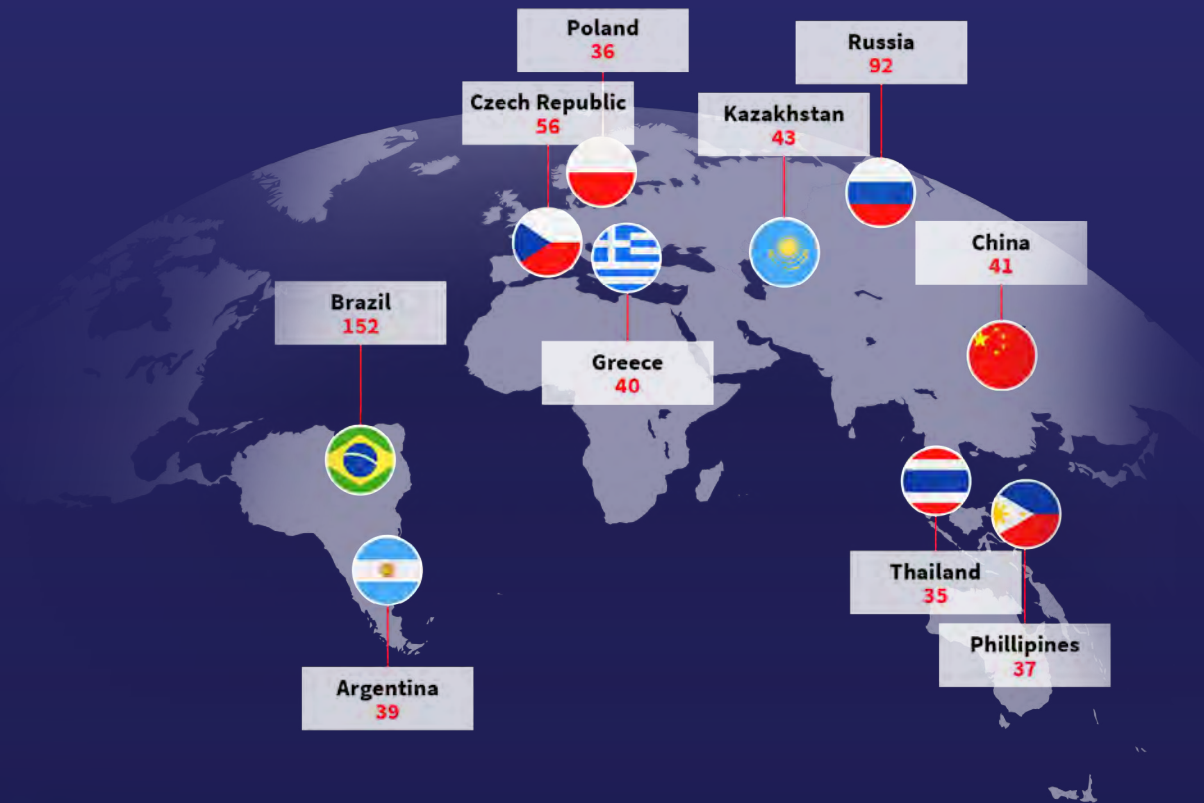 Poland
36
Russia
92
Czech Republic
56
Kazakhstan
43
China
41
Brazil
152
Greece
40
Thailand
35
Phillipines
37
Argentina
39